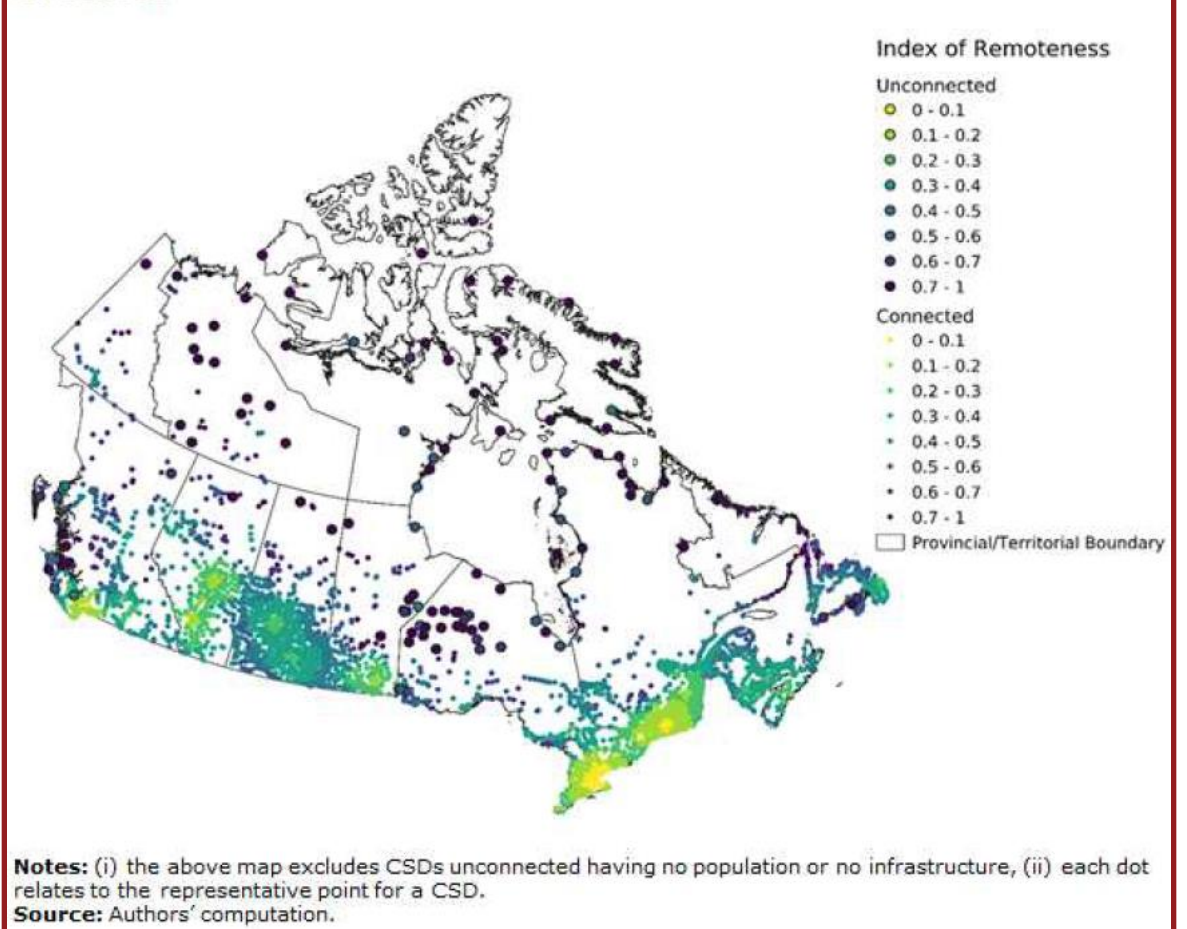 Index of Remoteness
Unconnected
0 - 0.1
0.1 - 0.2
0.2 - 0.3
0.3 - 0.4
0.4 - 0.5
0.5 - 0.6
0.6 - 0.7
0.7 - 1
Connected
0 - 0.1
0.1 - 0.2
0.2 - 0.3
0.3 - 0.4
0.4 - 0.5
0.5 - 0.6
0.6 - 0.7
0.7 - 1
Provincial/Territorial Boundary
Notes: (i) the above map excludes CSDs unconnected having no population or no infrastructure, (ii) each dot
relates to the representative point for a CSD.
Source: Authors' computation.